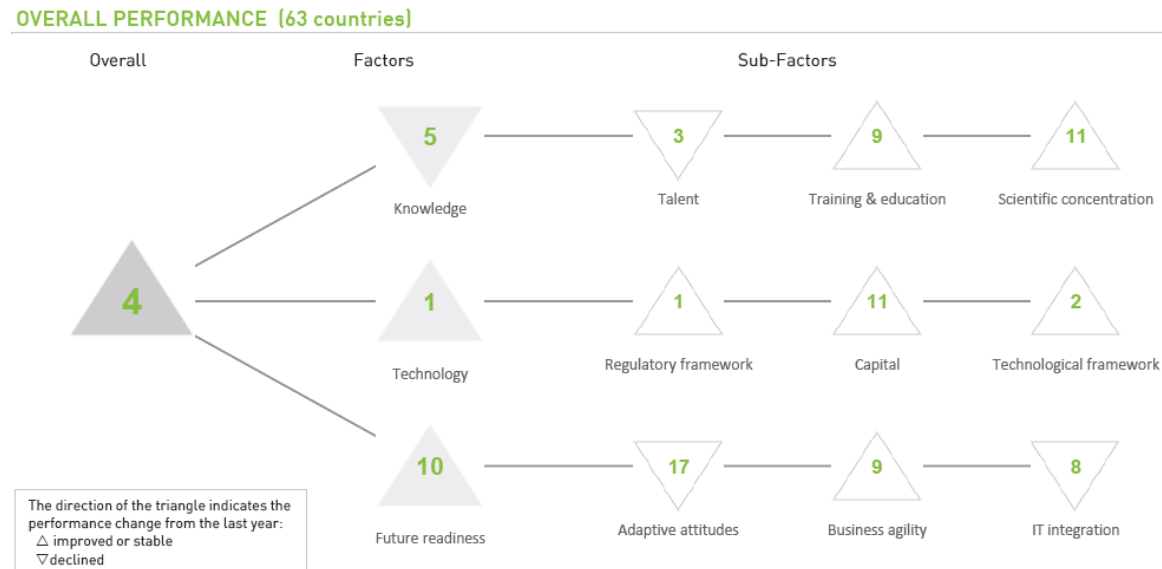 OVERALL PERFORMANCE (63 countries)
Overall Factors Sub-Factors
5 3 9 11
Knowledge Talent Training & education Scientific concentration
4 1 1 11 2
Technology Regulatory framework Capital Technological framework
10 17 9 8
Future readiness Adaptive attitudes Business agility IT integration
The direction of the triangle indicates the
performance change from the last year:
△ improved or stable
▽ declined